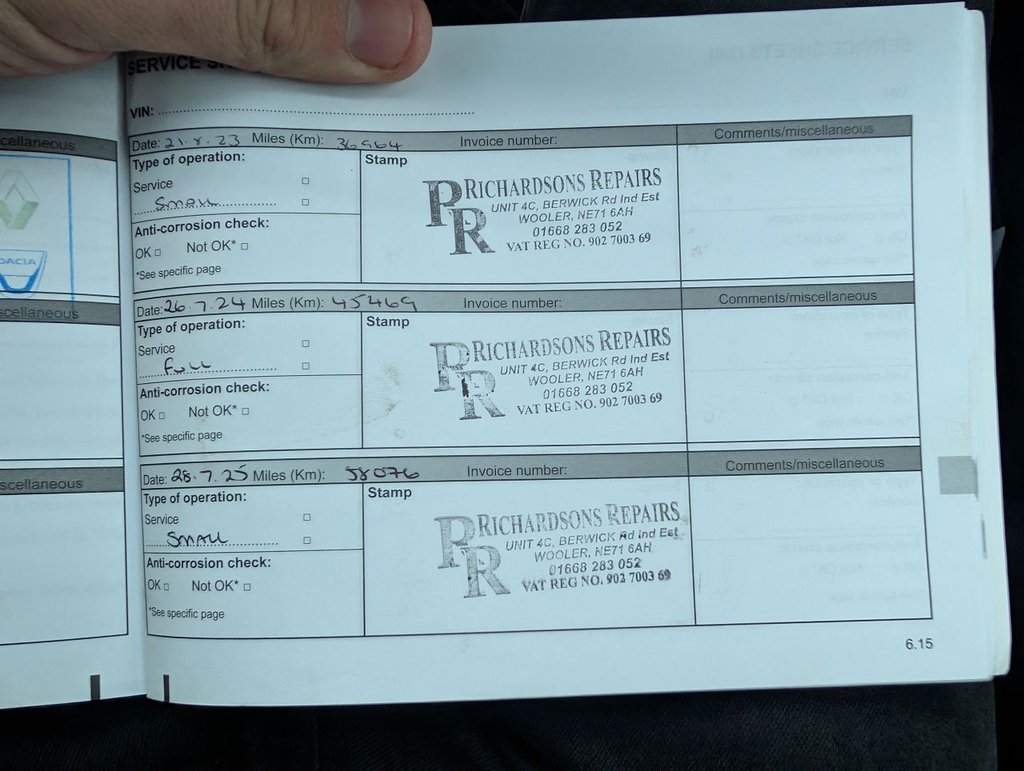 SERVICE
VIN:
Date: 21.8.23 Miles (Km): 36964 Invoice number: Comments/miscellaneous
Type of operation: Stamp
Service
Small
Anti-corrosion check:
OK Not OK*
*See specific page
RR RICHARDSONS REPAIRS
UNIT 4C, BERWICK Rd Ind Est
WOOLER, NE71 6AH
01668 283 052
VAT REG NO. 902 7003 69
Date: 26.7.24 Miles (Km): 45469 Invoice number: Comments/miscellaneous
Type of operation: Stamp
Service
Full
Anti-corrosion check:
OK Not OK*
*See specific page
RR RICHARDSONS REPAIRS
UNIT 4C, BERWICK Rd Ind Est
WOOLER, NE71 6AH
01668 283 052
VAT REG NO. 902 7003 69
Date: 28.7.25 Miles (Km): 58076 Invoice number: Comments/miscellaneous
Type of operation: Stamp
Service
Small
Anti-corrosion check:
OK Not OK*
*See specific page
RR RICHARDSONS REPAIRS
UNIT 4C, BERWICK Rd Ind Est
WOOLER, NE71 6AH
01668 283 052
VAT REG NO. 902 7003 69
6.15
cellaneous
DACIA
scellaneous
scellaneous